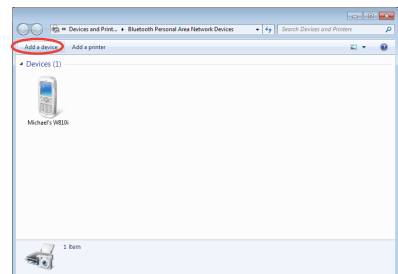 « Devices and Print... ▸ Bluetooth Personal Area Network Devices
Search Devices and Printers
Add a device
Add a printer
Devices (1)
Michael's W810i
1 item